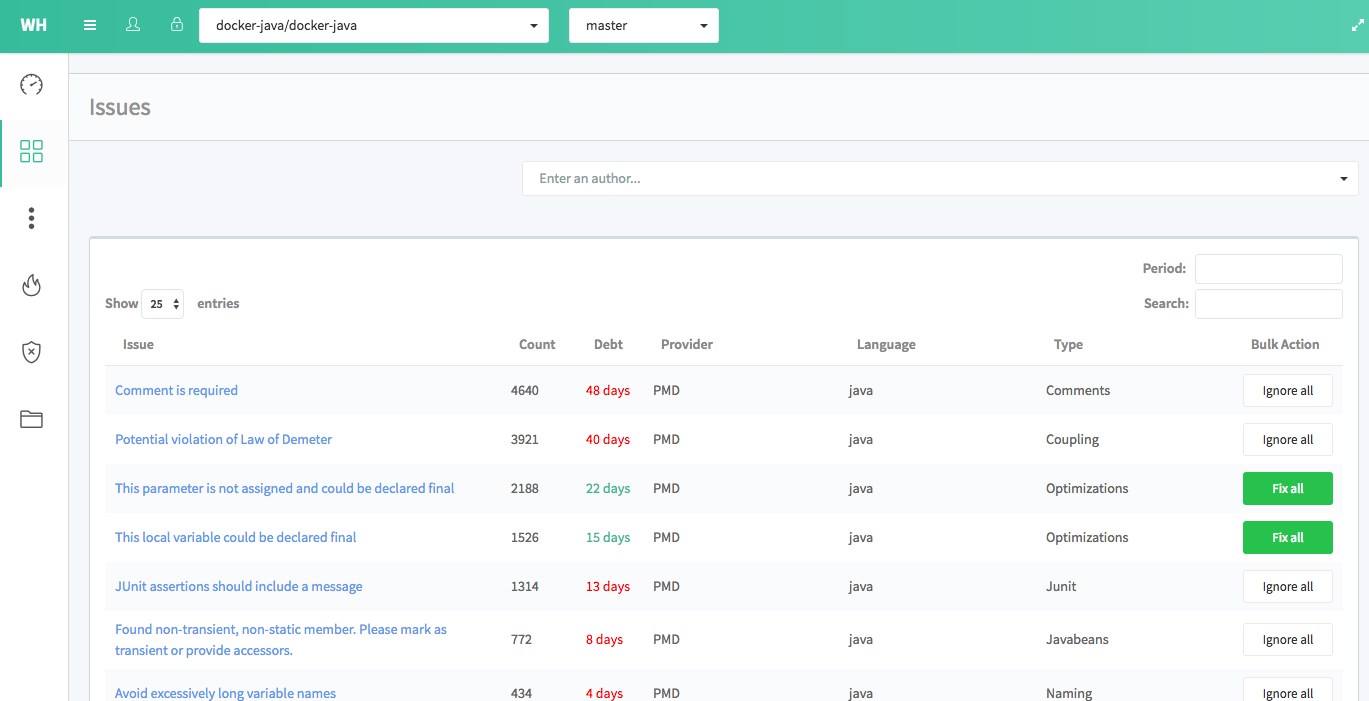 WH docker-java/docker-java master
Issues
Enter an author...
Period:
Show 25 entries Search:
Issue Count Debt Provider Language Type Bulk Action
Comment is required 4640 48 days PMD java Comments Ignore all
Potential violation of Law of Demeter 3921 40 days PMD java Coupling Ignore all
This parameter is not assigned and could be declared final 2188 22 days PMD java Optimizations Fix all
This local variable could be declared final 1526 15 days PMD java Optimizations Fix all
JUnit assertions should include a message 1314 13 days PMD java Junit Ignore all
Found non-transient, non-static member. Please mark as
transient or provide accessors. 772 8 days PMD java Javabeans Ignore all
Avoid excessively long variable names 434 4 days PMD java Naming Ignore all